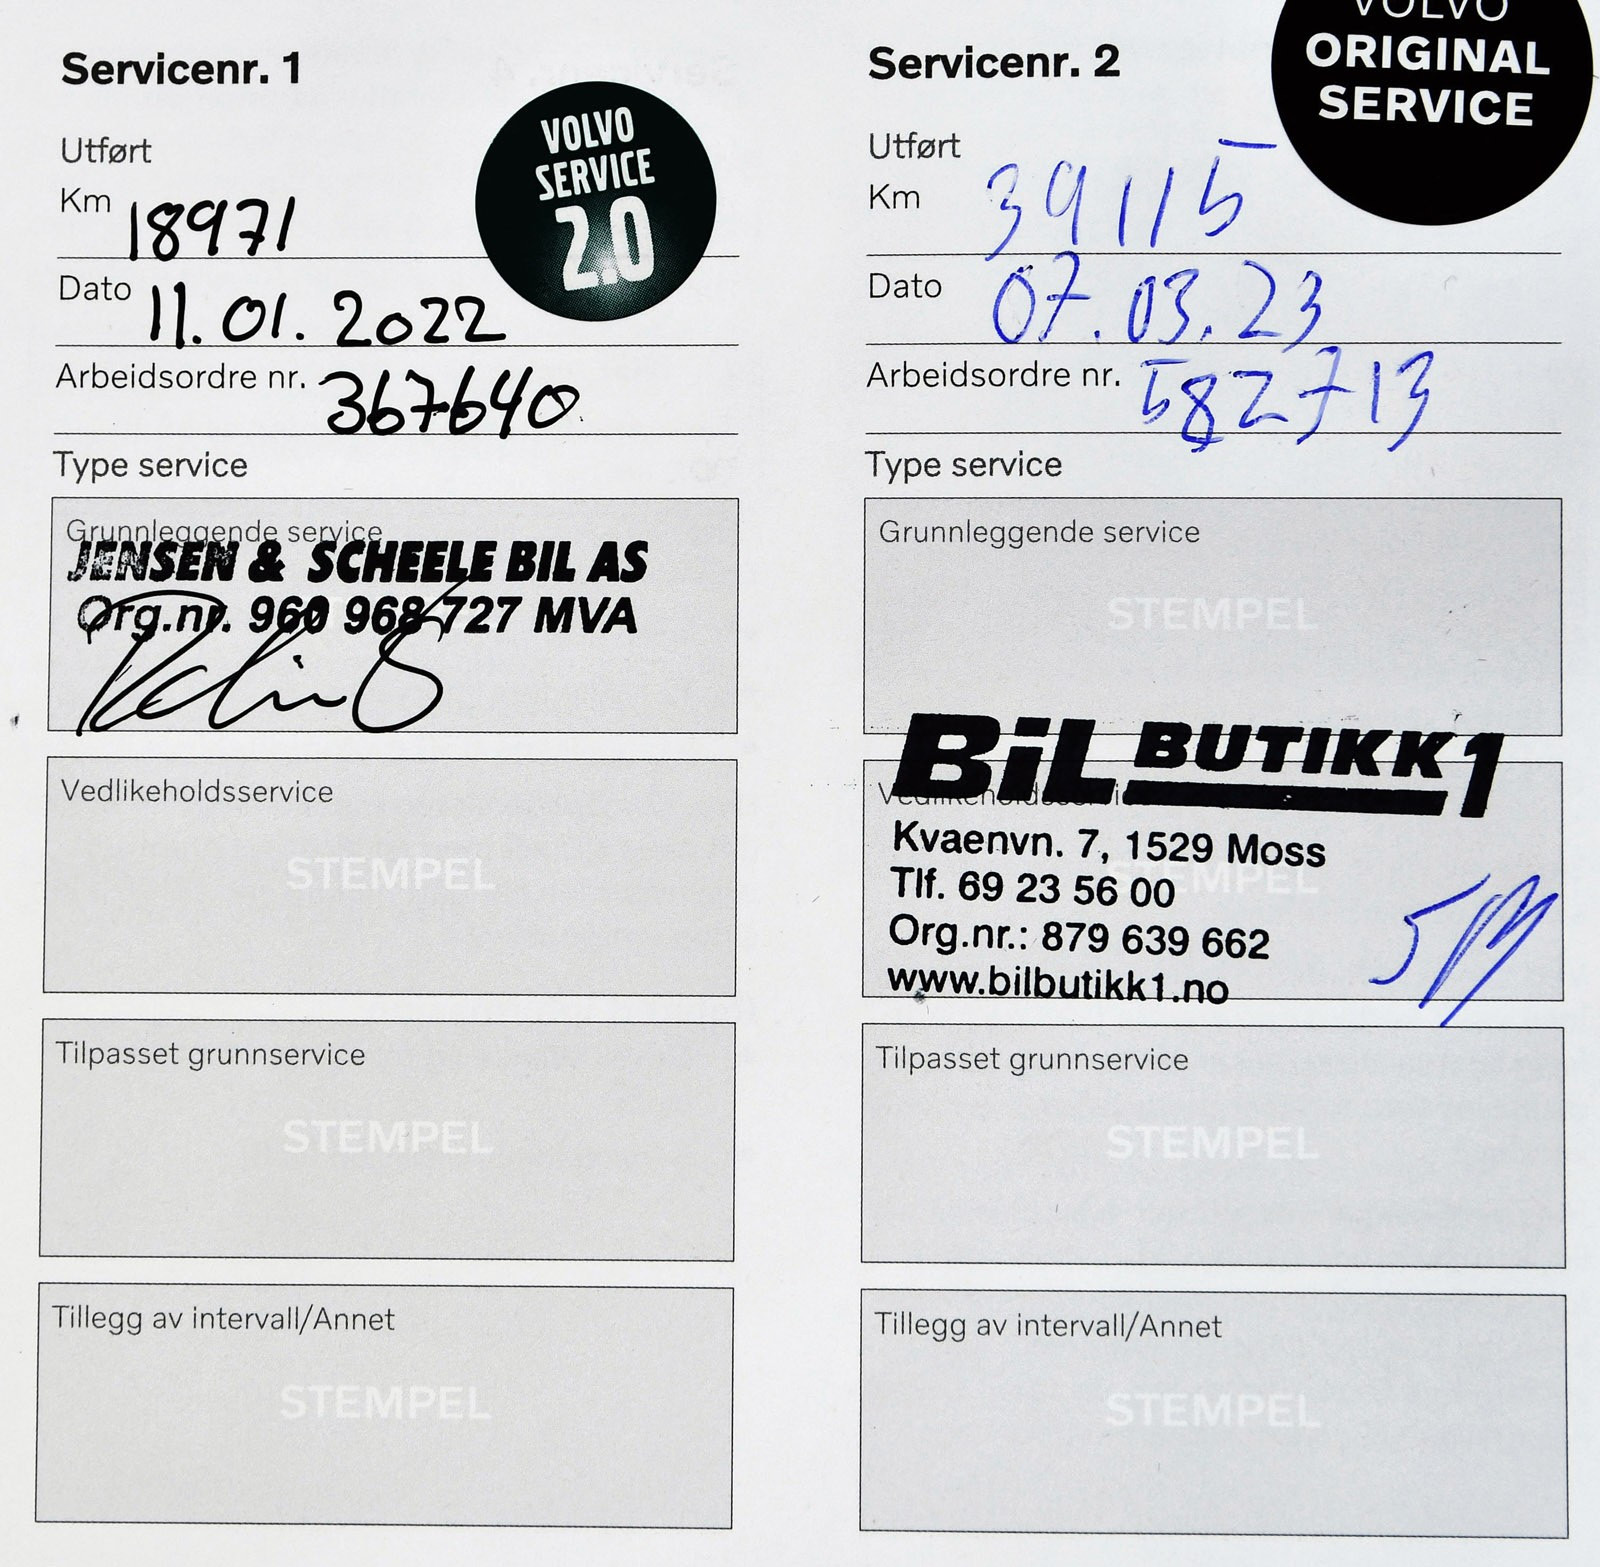 Servicenr. 1
VOLVO
SERVICE
2.0
Utført
Km 18971
Dato 11.01.2022
Arbeidsordre nr. 367640
Type service
Grunnleggende service
JENSEN & SCHEELE BIL AS
Org.nr. 960 968 727 MVA
Vedlikeholdsservice
STEMPEL
Tilpasset grunnservice
STEMPEL
Tillegg av intervall/Annet
STEMPEL
Servicenr. 2
VOLVO
ORIGINAL
SERVICE
Utført
Km 39115
Dato 07.03.23
Arbeidsordre nr. 582713
Type service
Grunnleggende service
STEMPEL
BiL BUTIKK1
Vedlikeholdsservice
Kvaenvn. 7, 1529 Moss
STEMPEL
Tlf. 69 23 56 00
Org.nr.: 879 639 662
www.bilbutikk1.no
Tilpasset grunnservice
STEMPEL
Tillegg av intervall/Annet
STEMPEL